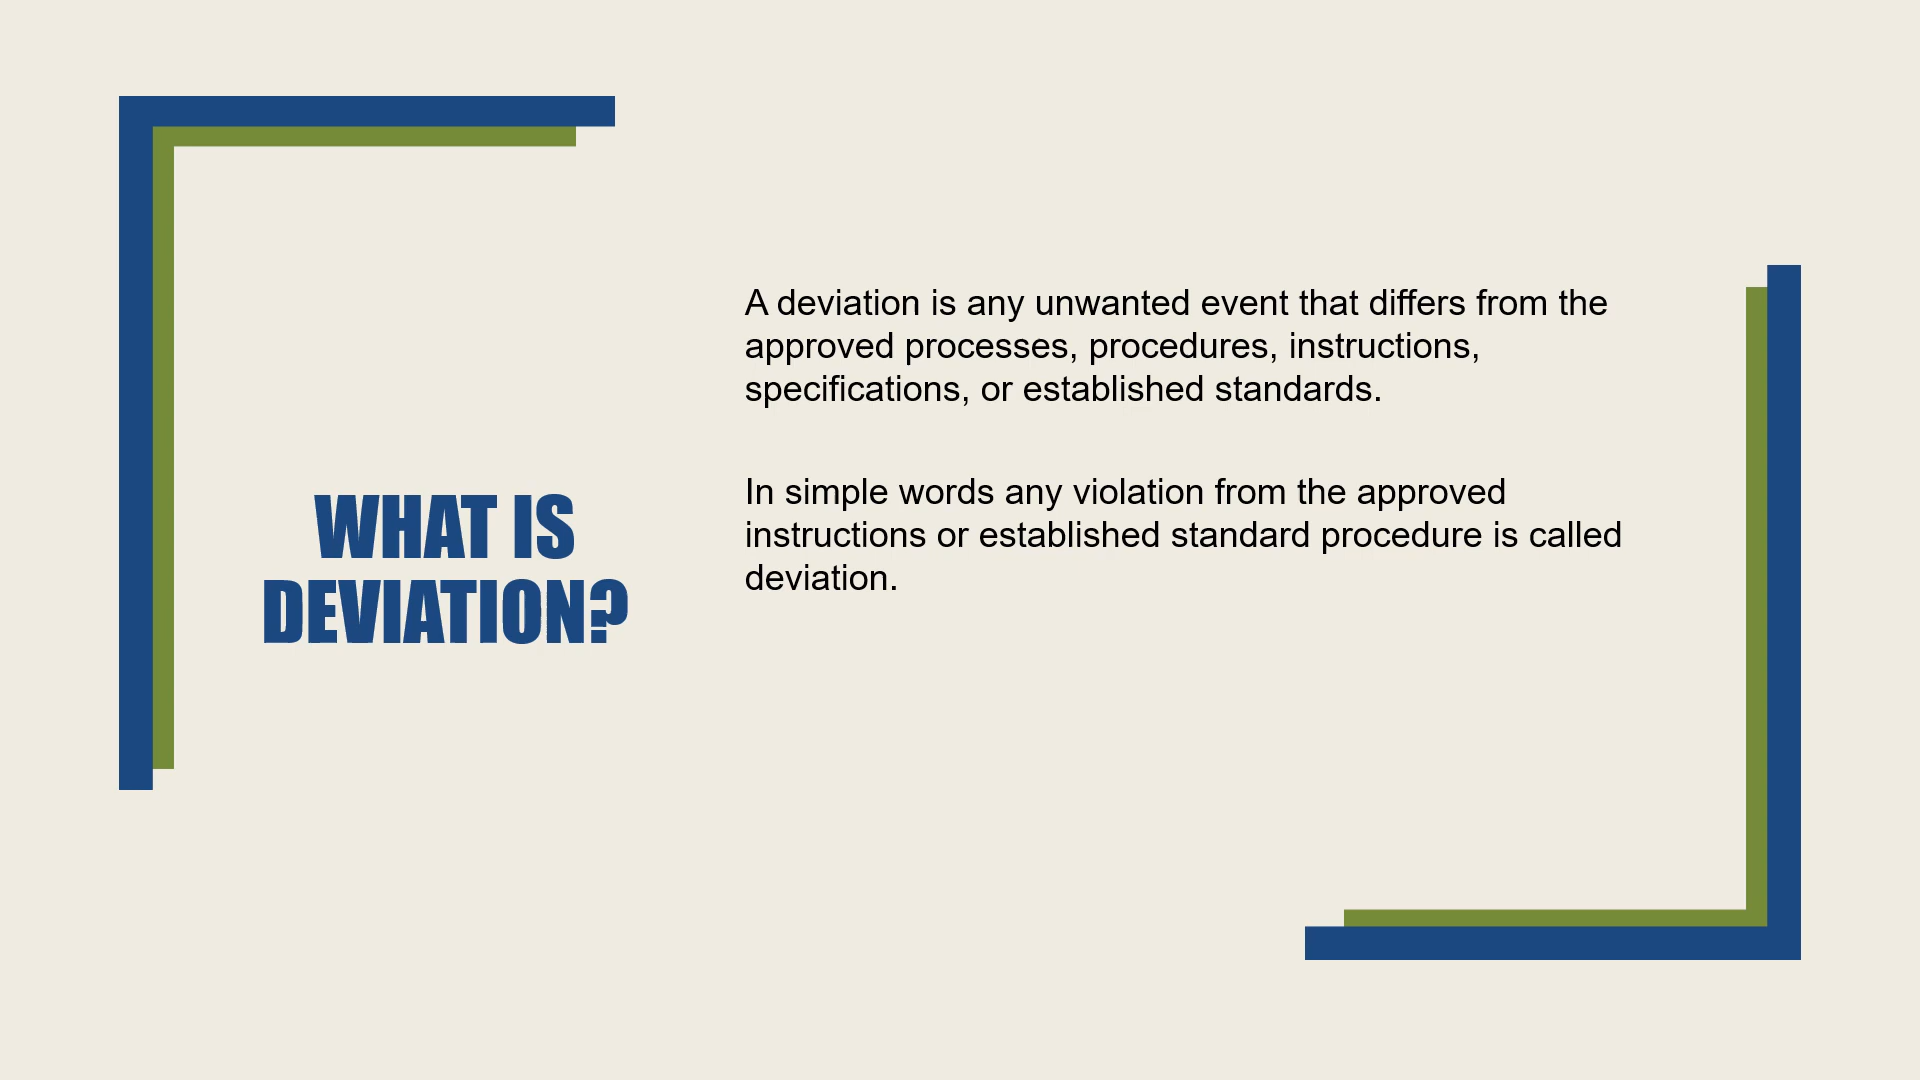 WHAT IS
DEVIATION?
A deviation is any unwanted event that differs from the
approved processes, procedures, instructions,
specifications, or established standards.
In simple words any violation from the approved
instructions or established standard procedure is called
deviation.